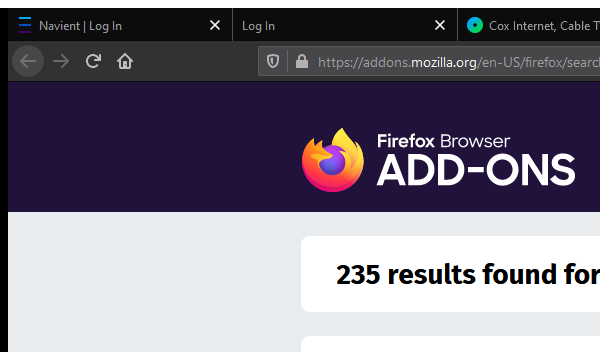 Navient | Log In
Log In
Cox Internet, Cable T
https://addons.mozilla.org/en-US/firefox/search
Firefox Browser
ADD-ONS
235 results found for